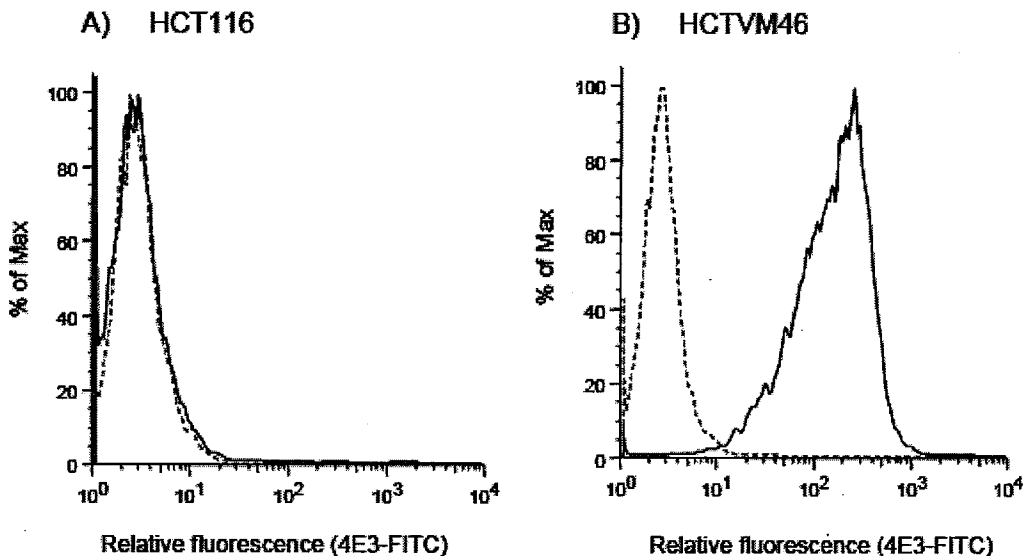 A) HCT116
B) HCTVM46
% of Max
100
80
60
40
20
0
10^0 10^1 10^2 10^3 10^4
Relative fluorescence (4E3-FITC)
% of Max
100
80
60
40
20
0
10^0 10^1 10^2 10^3 10^4
Relative fluorescence (4E3-FITC)